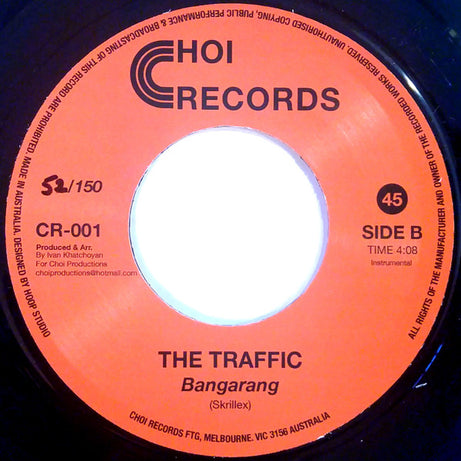 CHOI
RECORDS
52/150
CR-001
Produced & Arr.
By Ivan Khatchoyan
For Choi Productions
choiproductions@hotmail.com
45
SIDE B
TIME 4:08
Instrumental
THE TRAFFIC
Bangarang
(Skrillex)
CHOI RECORDS FTG, MELBOURNE. VIC 3156 AUSTRALIA
ALL RIGHTS OF THE MANUFACTURER AND OWNER OF THE RECORDED WORKS RESERVED. UNAUTHORISED COPYING, PUBLIC PERFORMANCE & BROADCASTING OF THIS RECORD ARE PROHIBITED. MADE IN AUSTRALIA. DESIGNED BY HOOP STUDIO